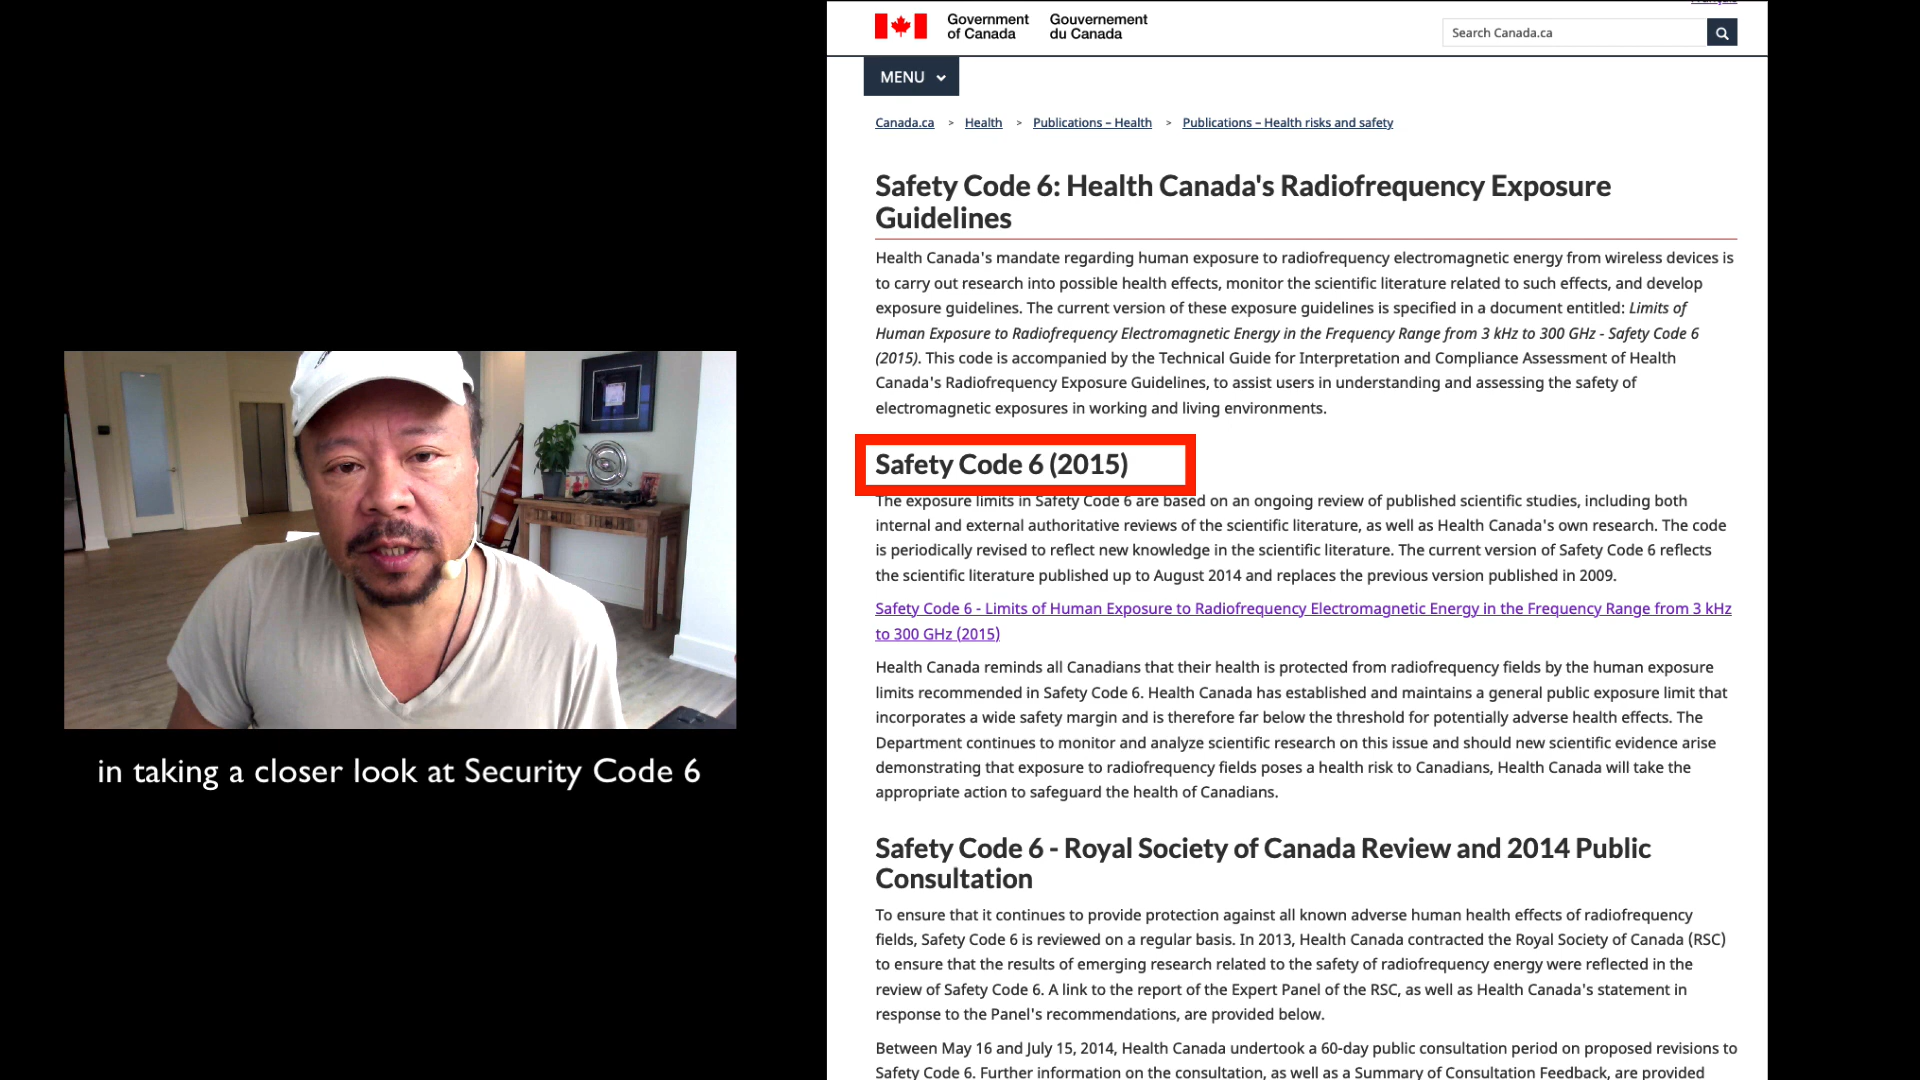 Government
of Canada
Gouvernement
du Canada
Search Canada.ca
MENU
Canada.ca > Health > Publications – Health > Publications – Health risks and safety
Safety Code 6: Health Canada's Radiofrequency Exposure
Guidelines
Health Canada's mandate regarding human exposure to radiofrequency electromagnetic energy from wireless devices is
to carry out research into possible health effects, monitor the scientific literature related to such effects, and develop
exposure guidelines. The current version of these exposure guidelines is specified in a document entitled: Limits of
Human Exposure to Radiofrequency Electromagnetic Energy in the Frequency Range from 3 kHz to 300 GHz - Safety Code 6
(2015). This code is accompanied by the Technical Guide for Interpretation and Compliance Assessment of Health
Canada's Radiofrequency Exposure Guidelines, to assist users in understanding and assessing the safety of
electromagnetic exposures in working and living environments.
Safety Code 6 (2015)
The exposure limits in Safety Code 6 are based on an ongoing review of published scientific studies, including both
internal and external authoritative reviews of the scientific literature, as well as Health Canada's own research. The code
is periodically revised to reflect new knowledge in the scientific literature. The current version of Safety Code 6 reflects
the scientific literature published up to August 2014 and replaces the previous version published in 2009.
Safety Code 6 - Limits of Human Exposure to Radiofrequency Electromagnetic Energy in the Frequency Range from 3 kHz
to 300 GHz (2015)
Health Canada reminds all Canadians that their health is protected from radiofrequency fields by the human exposure
limits recommended in Safety Code 6. Health Canada has established and maintains a general public exposure limit that
incorporates a wide safety margin and is therefore far below the threshold for potentially adverse health effects. The
Department continues to monitor and analyze scientific research on this issue and should new scientific evidence arise
demonstrating that exposure to radiofrequency fields poses a health risk to Canadians, Health Canada will take the
appropriate action to safeguard the health of Canadians.
Safety Code 6 - Royal Society of Canada Review and 2014 Public
Consultation
To ensure that it continues to provide protection against all known adverse human health effects of radiofrequency
fields, Safety Code 6 is reviewed on a regular basis. In 2013, Health Canada contracted the Royal Society of Canada (RSC)
to ensure that the results of emerging research related to the safety of radiofrequency energy were reflected in the
review of Safety Code 6. A link to the report of the Expert Panel of the RSC, as well as Health Canada's statement in
response to the Panel's recommendations, are provided below.
Between May 16 and July 15, 2014, Health Canada undertook a 60-day public consultation period on proposed revisions to
Safety Code 6. Further information on the consultation, as well as a Summary of Consultation Feedback, are provided
in taking a closer look at Security Code 6